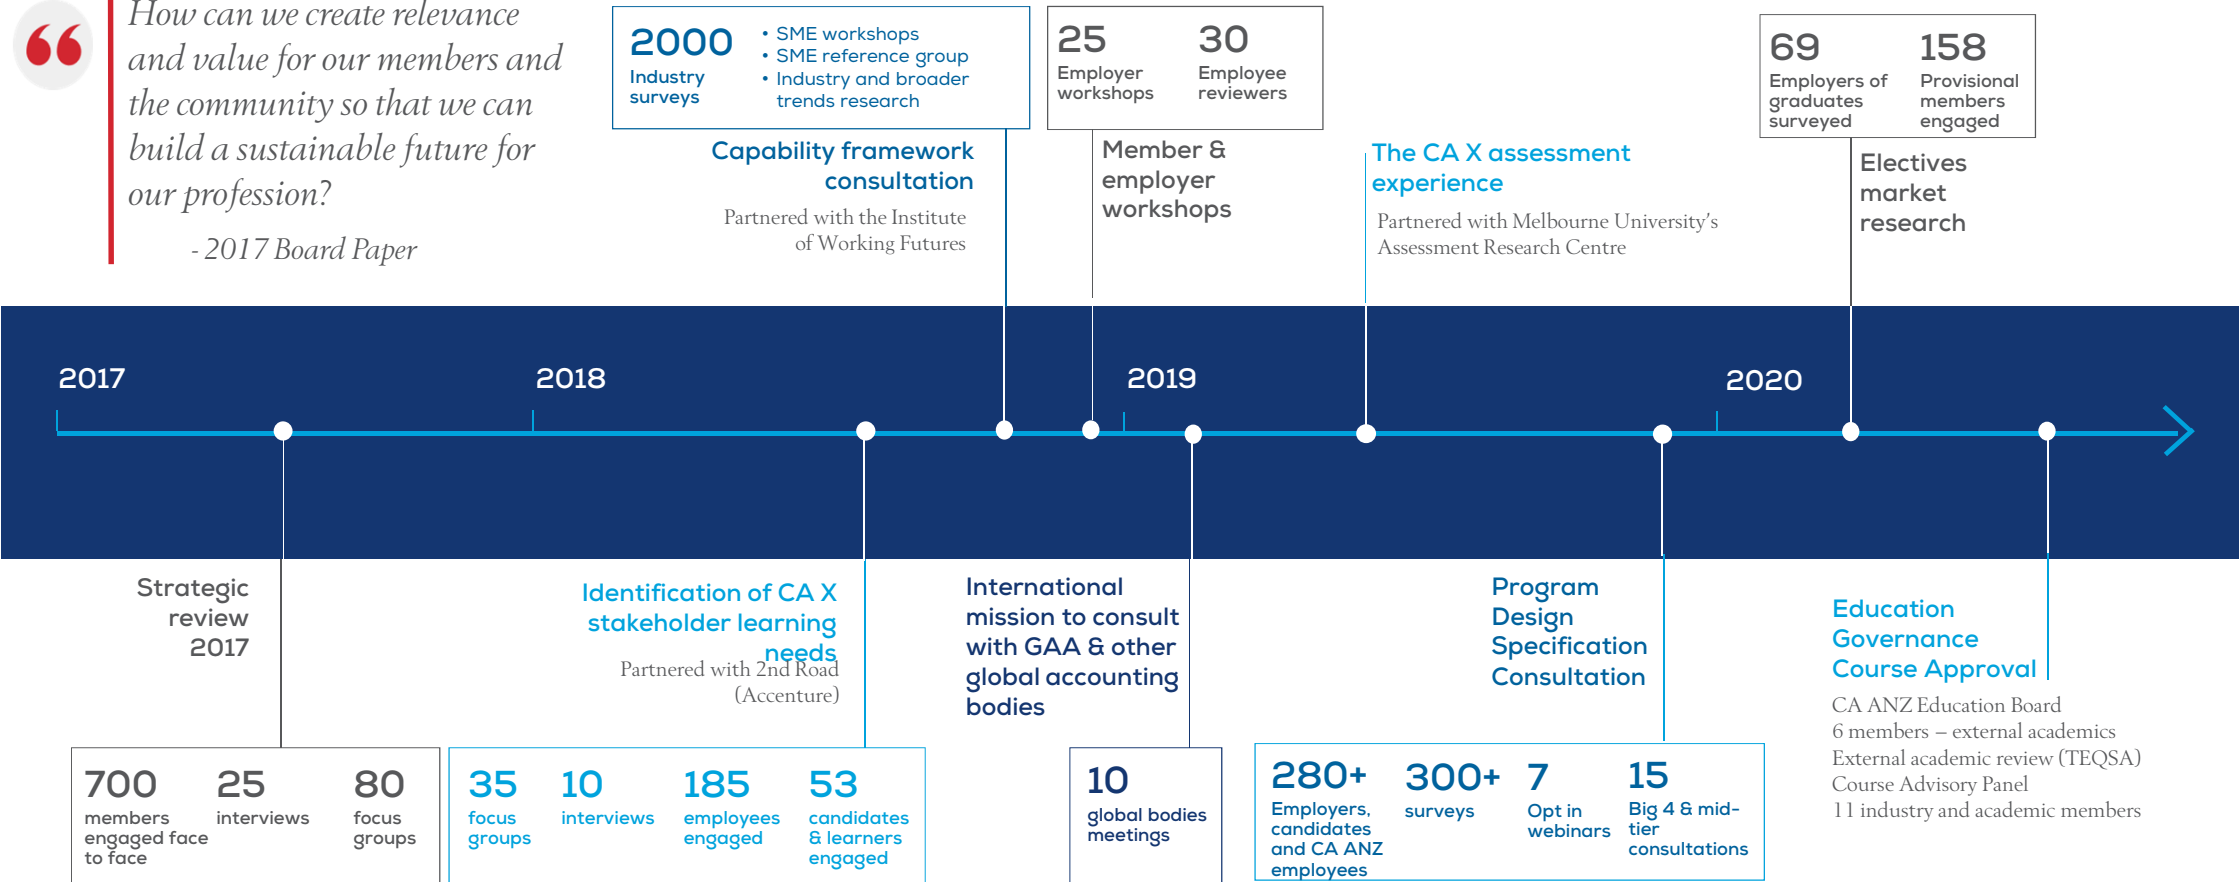 ❝
How can we create relevance
and value for our members and
the community so that we can
build a sustainable future for
our profession?
- 2017 Board Paper
2000
Industry
surveys
• SME workshops
• SME reference group
• Industry and broader
trends research
Capability framework
consultation
Partnered with the Institute
of Working Futures
25
Employer
workshops
30
Employee
reviewers
Member &
employer
workshops
The CA X assessment
experience
Partnered with Melbourne University's
Assessment Research Centre
69
Employers of
graduates
surveyed
158
Provisional
members
engaged
Electives
market
research
2017
2018
2019
2020
Strategic
review
2017
700
members
engaged face
to face
25
interviews
80
focus
groups
Identification of CA X
stakeholder learning
needs
Partnered with 2nd Road
(Accenture)
35
focus
groups
10
interviews
185
employees
engaged
53
candidates
& learners
engaged
International
mission to consult
with GAA & other
global accounting
bodies
10
global bodies
meetings
Program
Design
Specification
Consultation
280+
Employers,
candidates
and CA ANZ
employees
300+
surveys
7
Opt in
webinars
15
Big 4 & mid-
tier
consultations
Education
Governance
Course Approval
CA ANZ Education Board
6 members – external academics
External academic review (TEQSA)
Course Advisory Panel
11 industry and academic members